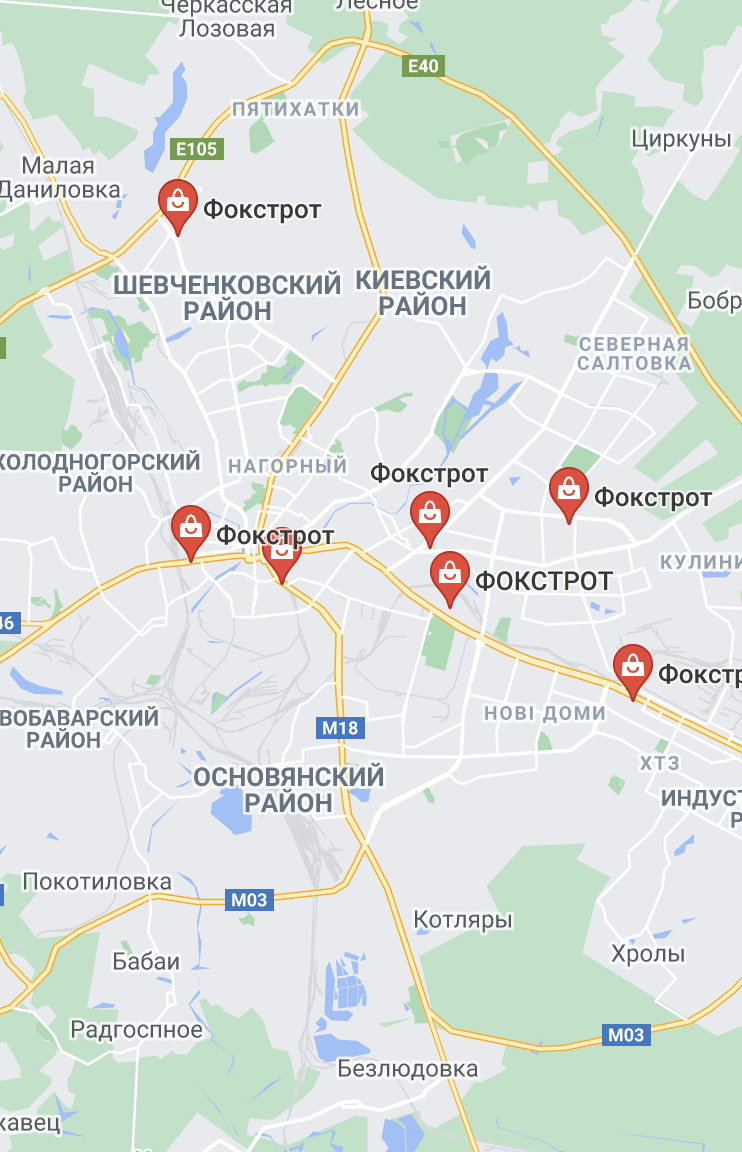 Черкасская
Лозовая
Лесное
E40
ПЯТИХАТКИ
E105
Циркуны
Малая
Даниловка
Фокстрот
ШЕВЧЕНКОВСКИЙ
РАЙОН
КИЕВСКИЙ
РАЙОН
Бобр
СЕВЕРНАЯ
САЛТОВКА
ХОЛОДНОГОРСКИЙ
РАЙОН
НАГОРНЫЙ
Фокстрот
Фокстрот
Фокстрот
КУЛИНИ
ФОКСТРОТ
46
Фокстр
ВОБАВАРСКИЙ
РАЙОН
НОВІ ДОМИ
M18
ХТЗ
ОСНОВЯНСКИЙ
РАЙОН
ИНДУСТ
Р
Покотиловка
M03
Котляры
Бабаи
Хролы
Радгоспное
M03
Безлюдовка
хавец